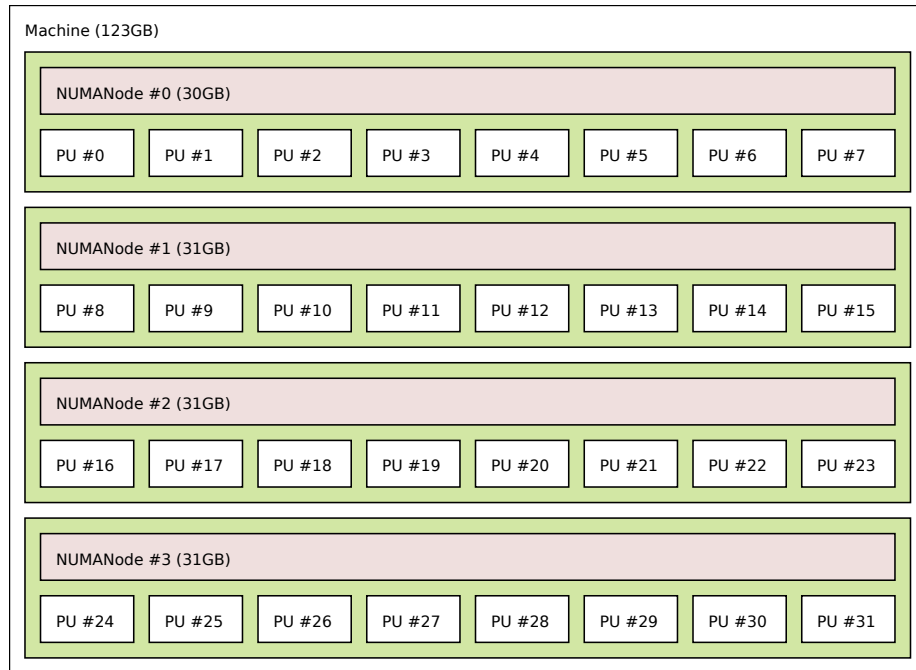 Machine (123GB)
NUMANode #0 (30GB)
PU #0 PU #1 PU #2 PU #3 PU #4 PU #5 PU #6 PU #7
NUMANode #1 (31GB)
PU #8 PU #9 PU #10 PU #11 PU #12 PU #13 PU #14 PU #15
NUMANode #2 (31GB)
PU #16 PU #17 PU #18 PU #19 PU #20 PU #21 PU #22 PU #23
NUMANode #3 (31GB)
PU #24 PU #25 PU #26 PU #27 PU #28 PU #29 PU #30 PU #31